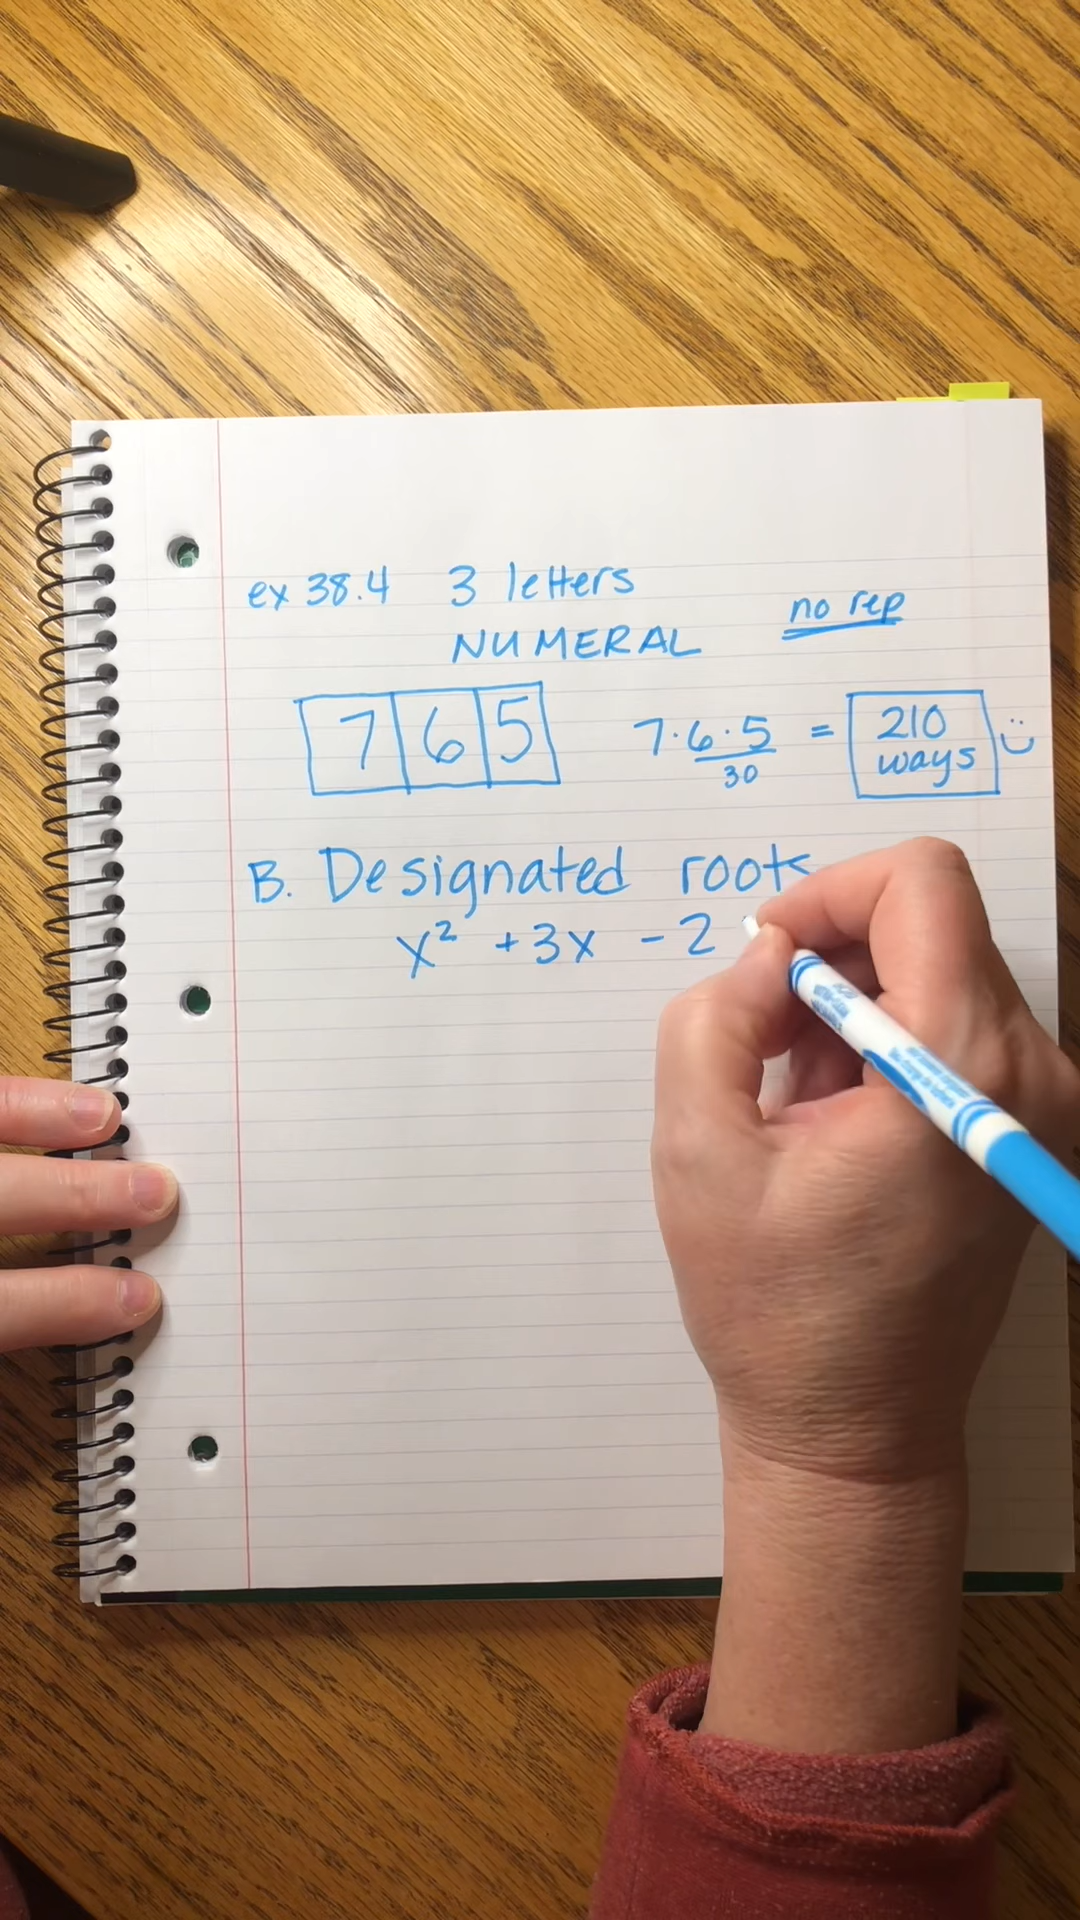 ex 38.4 3 letters
NUMERAL no rep
7 6 5 7·6·5 = 210 ways
30
B. Designated roots
x² +3x -2